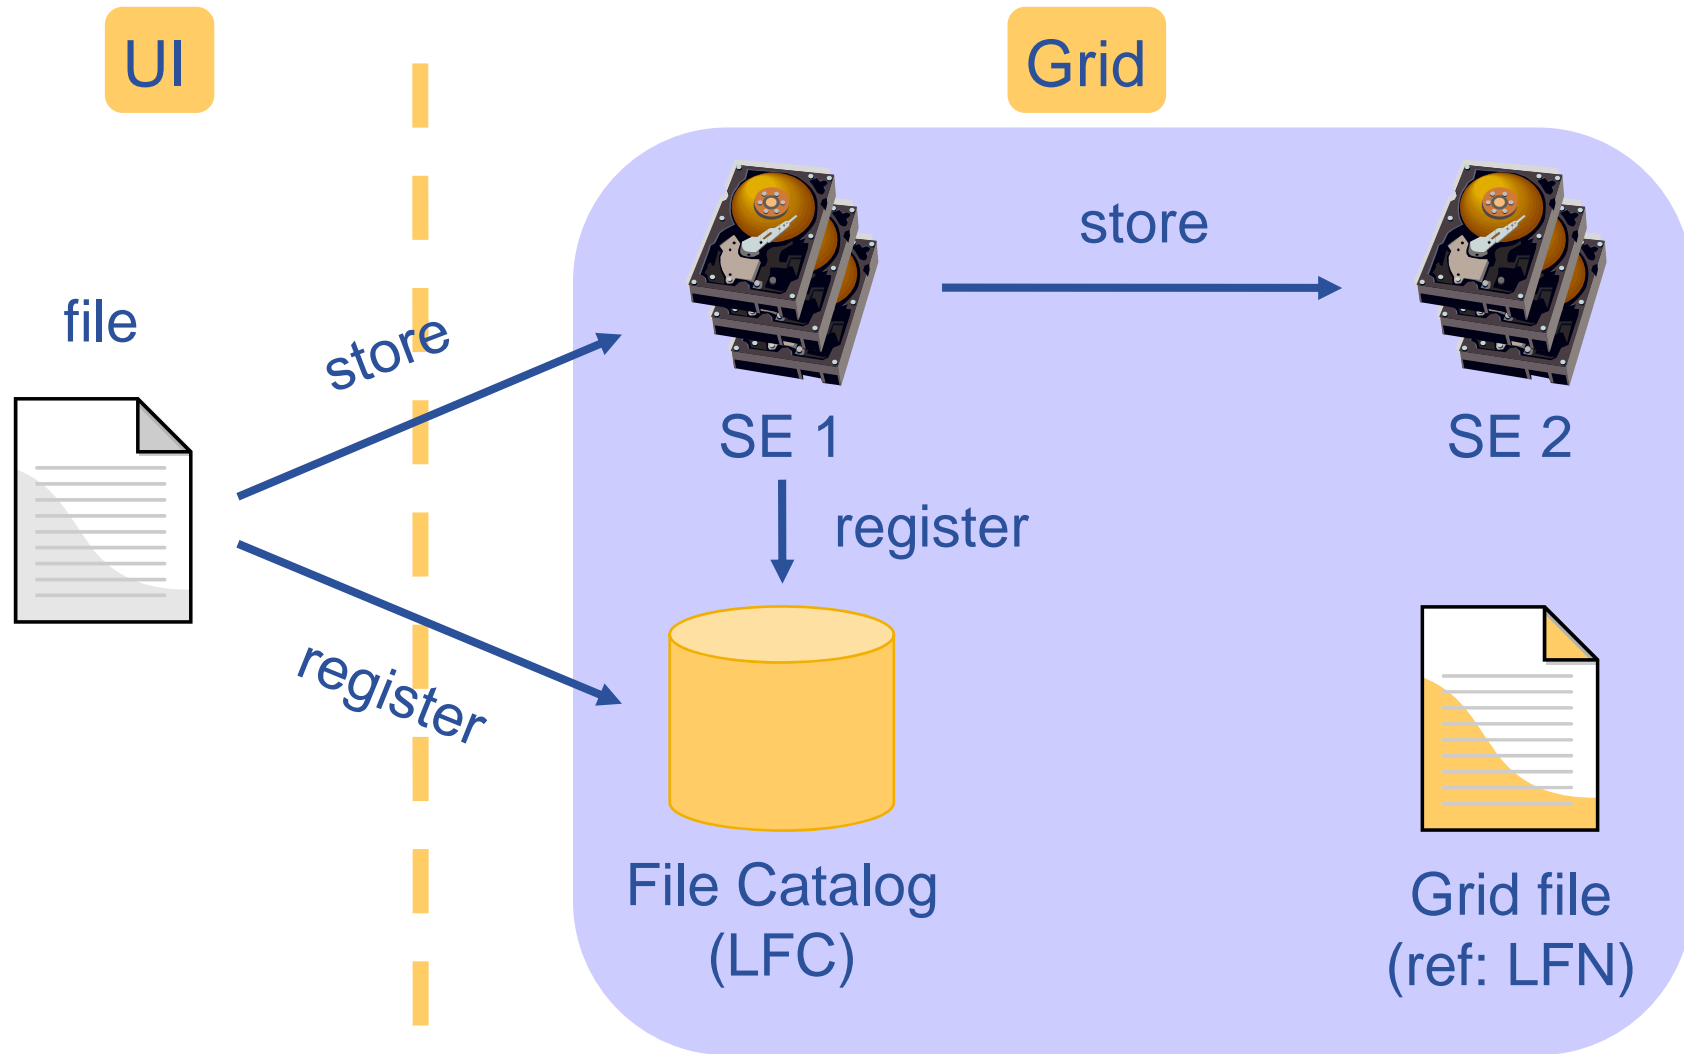 UI
Grid
file
store
store
SE 1
SE 2
register
register
File Catalog
(LFC)
Grid file
(ref: LFN)